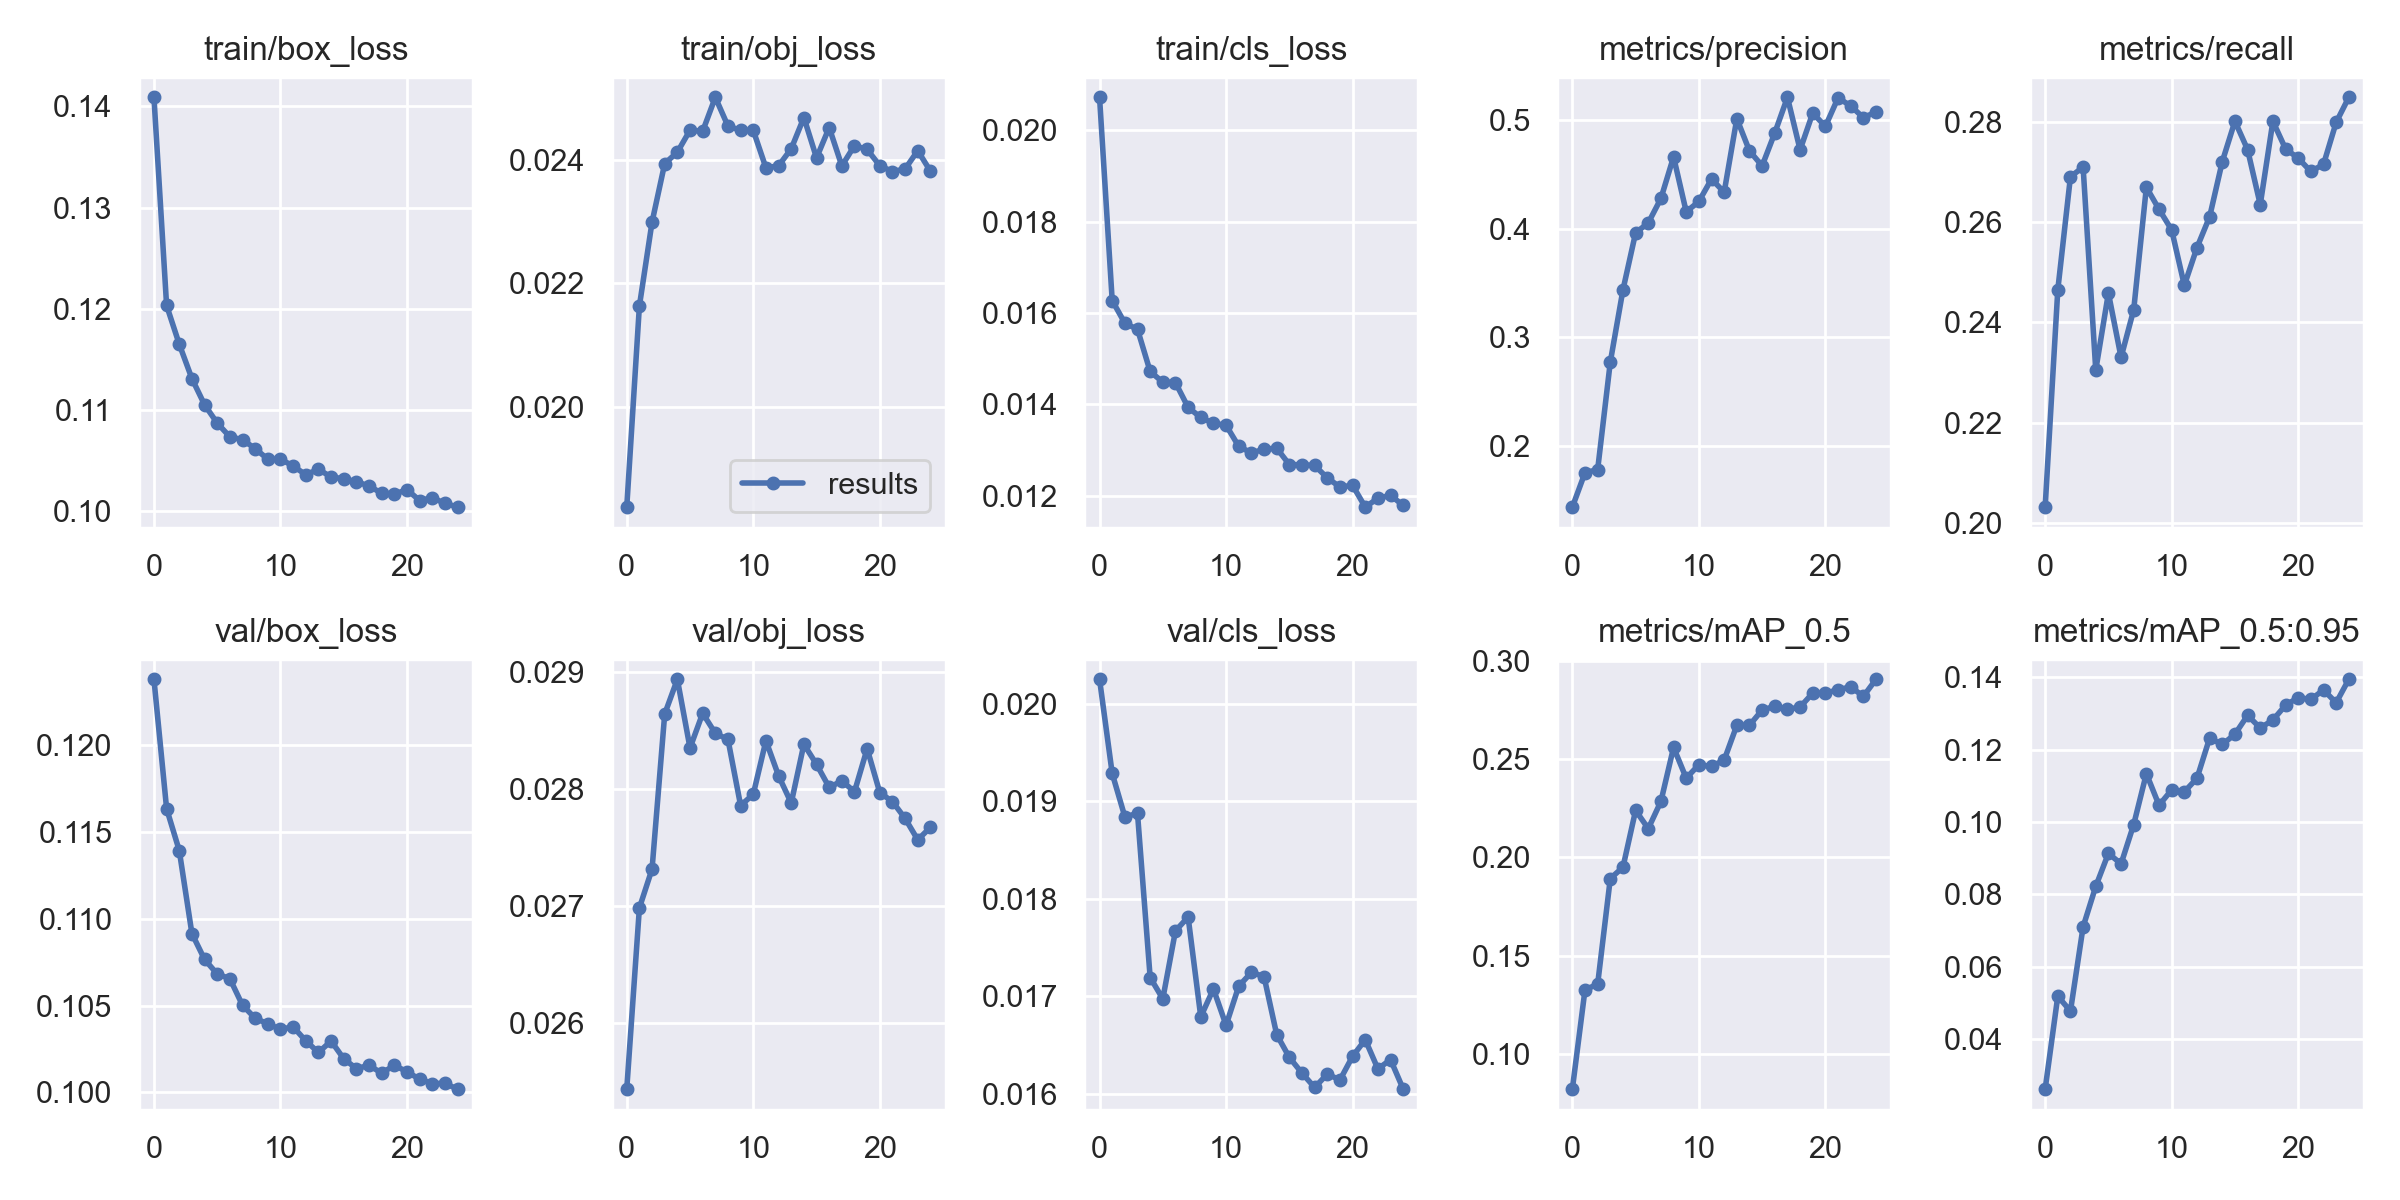 train/box_loss
0.14
0.13
0.12
0.11
0.10
0 10 20
train/obj_loss
0.024
0.022
0.020
results
0 10 20
train/cls_loss
0.020
0.018
0.016
0.014
0.012
0 10 20
metrics/precision
0.5
0.4
0.3
0.2
0 10 20
metrics/recall
0.28
0.26
0.24
0.22
0.20
0 10 20
val/box_loss
0.120
0.115
0.110
0.105
0.100
0 10 20
val/obj_loss
0.029
0.028
0.027
0.026
0 10 20
val/cls_loss
0.020
0.019
0.018
0.017
0.016
0 10 20
metrics/mAP_0.5
0.30
0.25
0.20
0.15
0.10
0 10 20
metrics/mAP_0.5:0.95
0.14
0.12
0.10
0.08
0.06
0.04
0 10 20